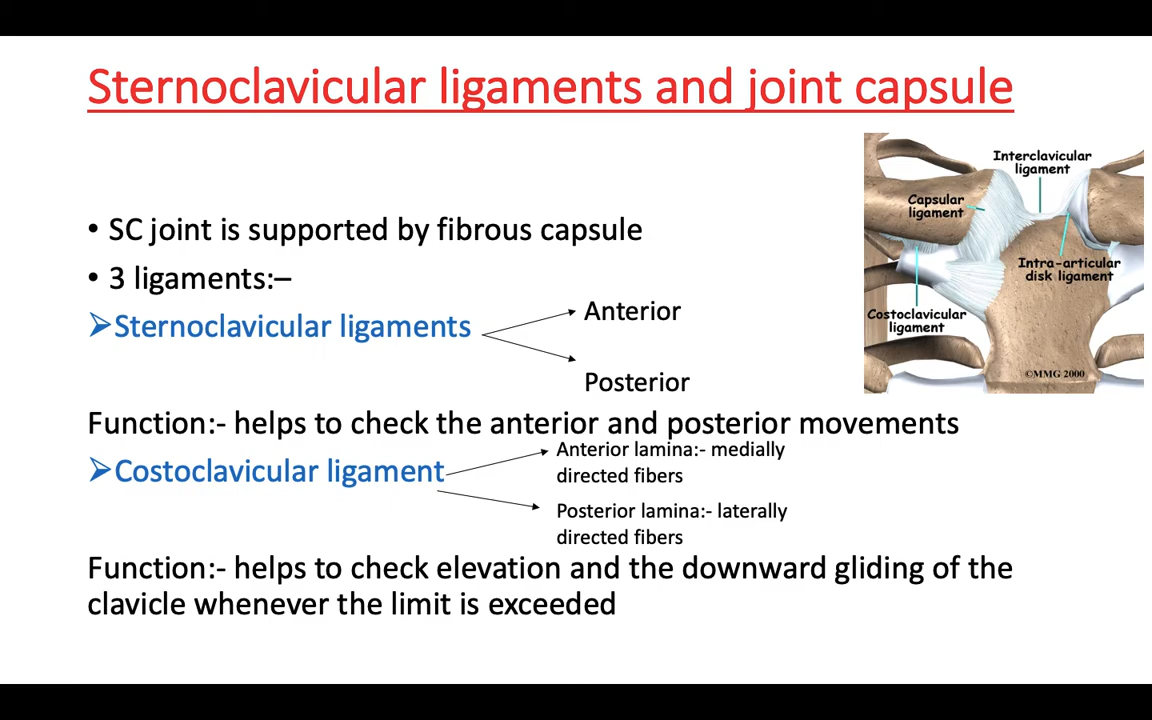 Sternoclavicular ligaments and joint capsule
• SC joint is supported by fibrous capsule
• 3 ligaments:–
➢Sternoclavicular ligaments
Anterior
Posterior
Function:- helps to check the anterior and posterior movements
➢Costoclavicular ligament
Anterior lamina:- medially
directed fibers
Posterior lamina:- laterally
directed fibers
Function:- helps to check elevation and the downward gliding of the
clavicle whenever the limit is exceeded
Interclavicular
ligament
Capsular
ligament
Intra-articular
disk ligament
Costoclavicular
ligament
©MMG 2000